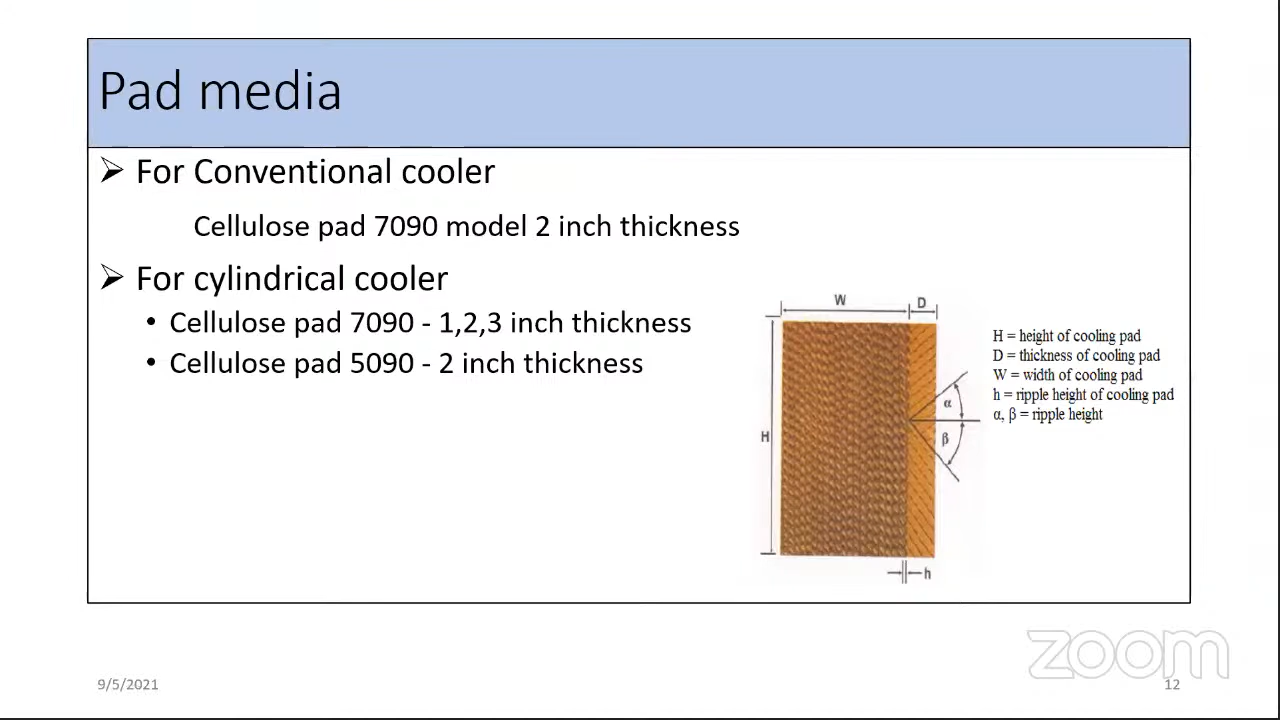 Pad media
➢ For Conventional cooler
Cellulose pad 7090 model 2 inch thickness
➢ For cylindrical cooler
• Cellulose pad 7090 - 1,2,3 inch thickness
• Cellulose pad 5090 - 2 inch thickness
W
D
H
α
β
h
H = height of cooling pad
D = thickness of cooling pad
W = width of cooling pad
h = ripple height of cooling pad
α, β = ripple height
zoom
9/5/2021
12